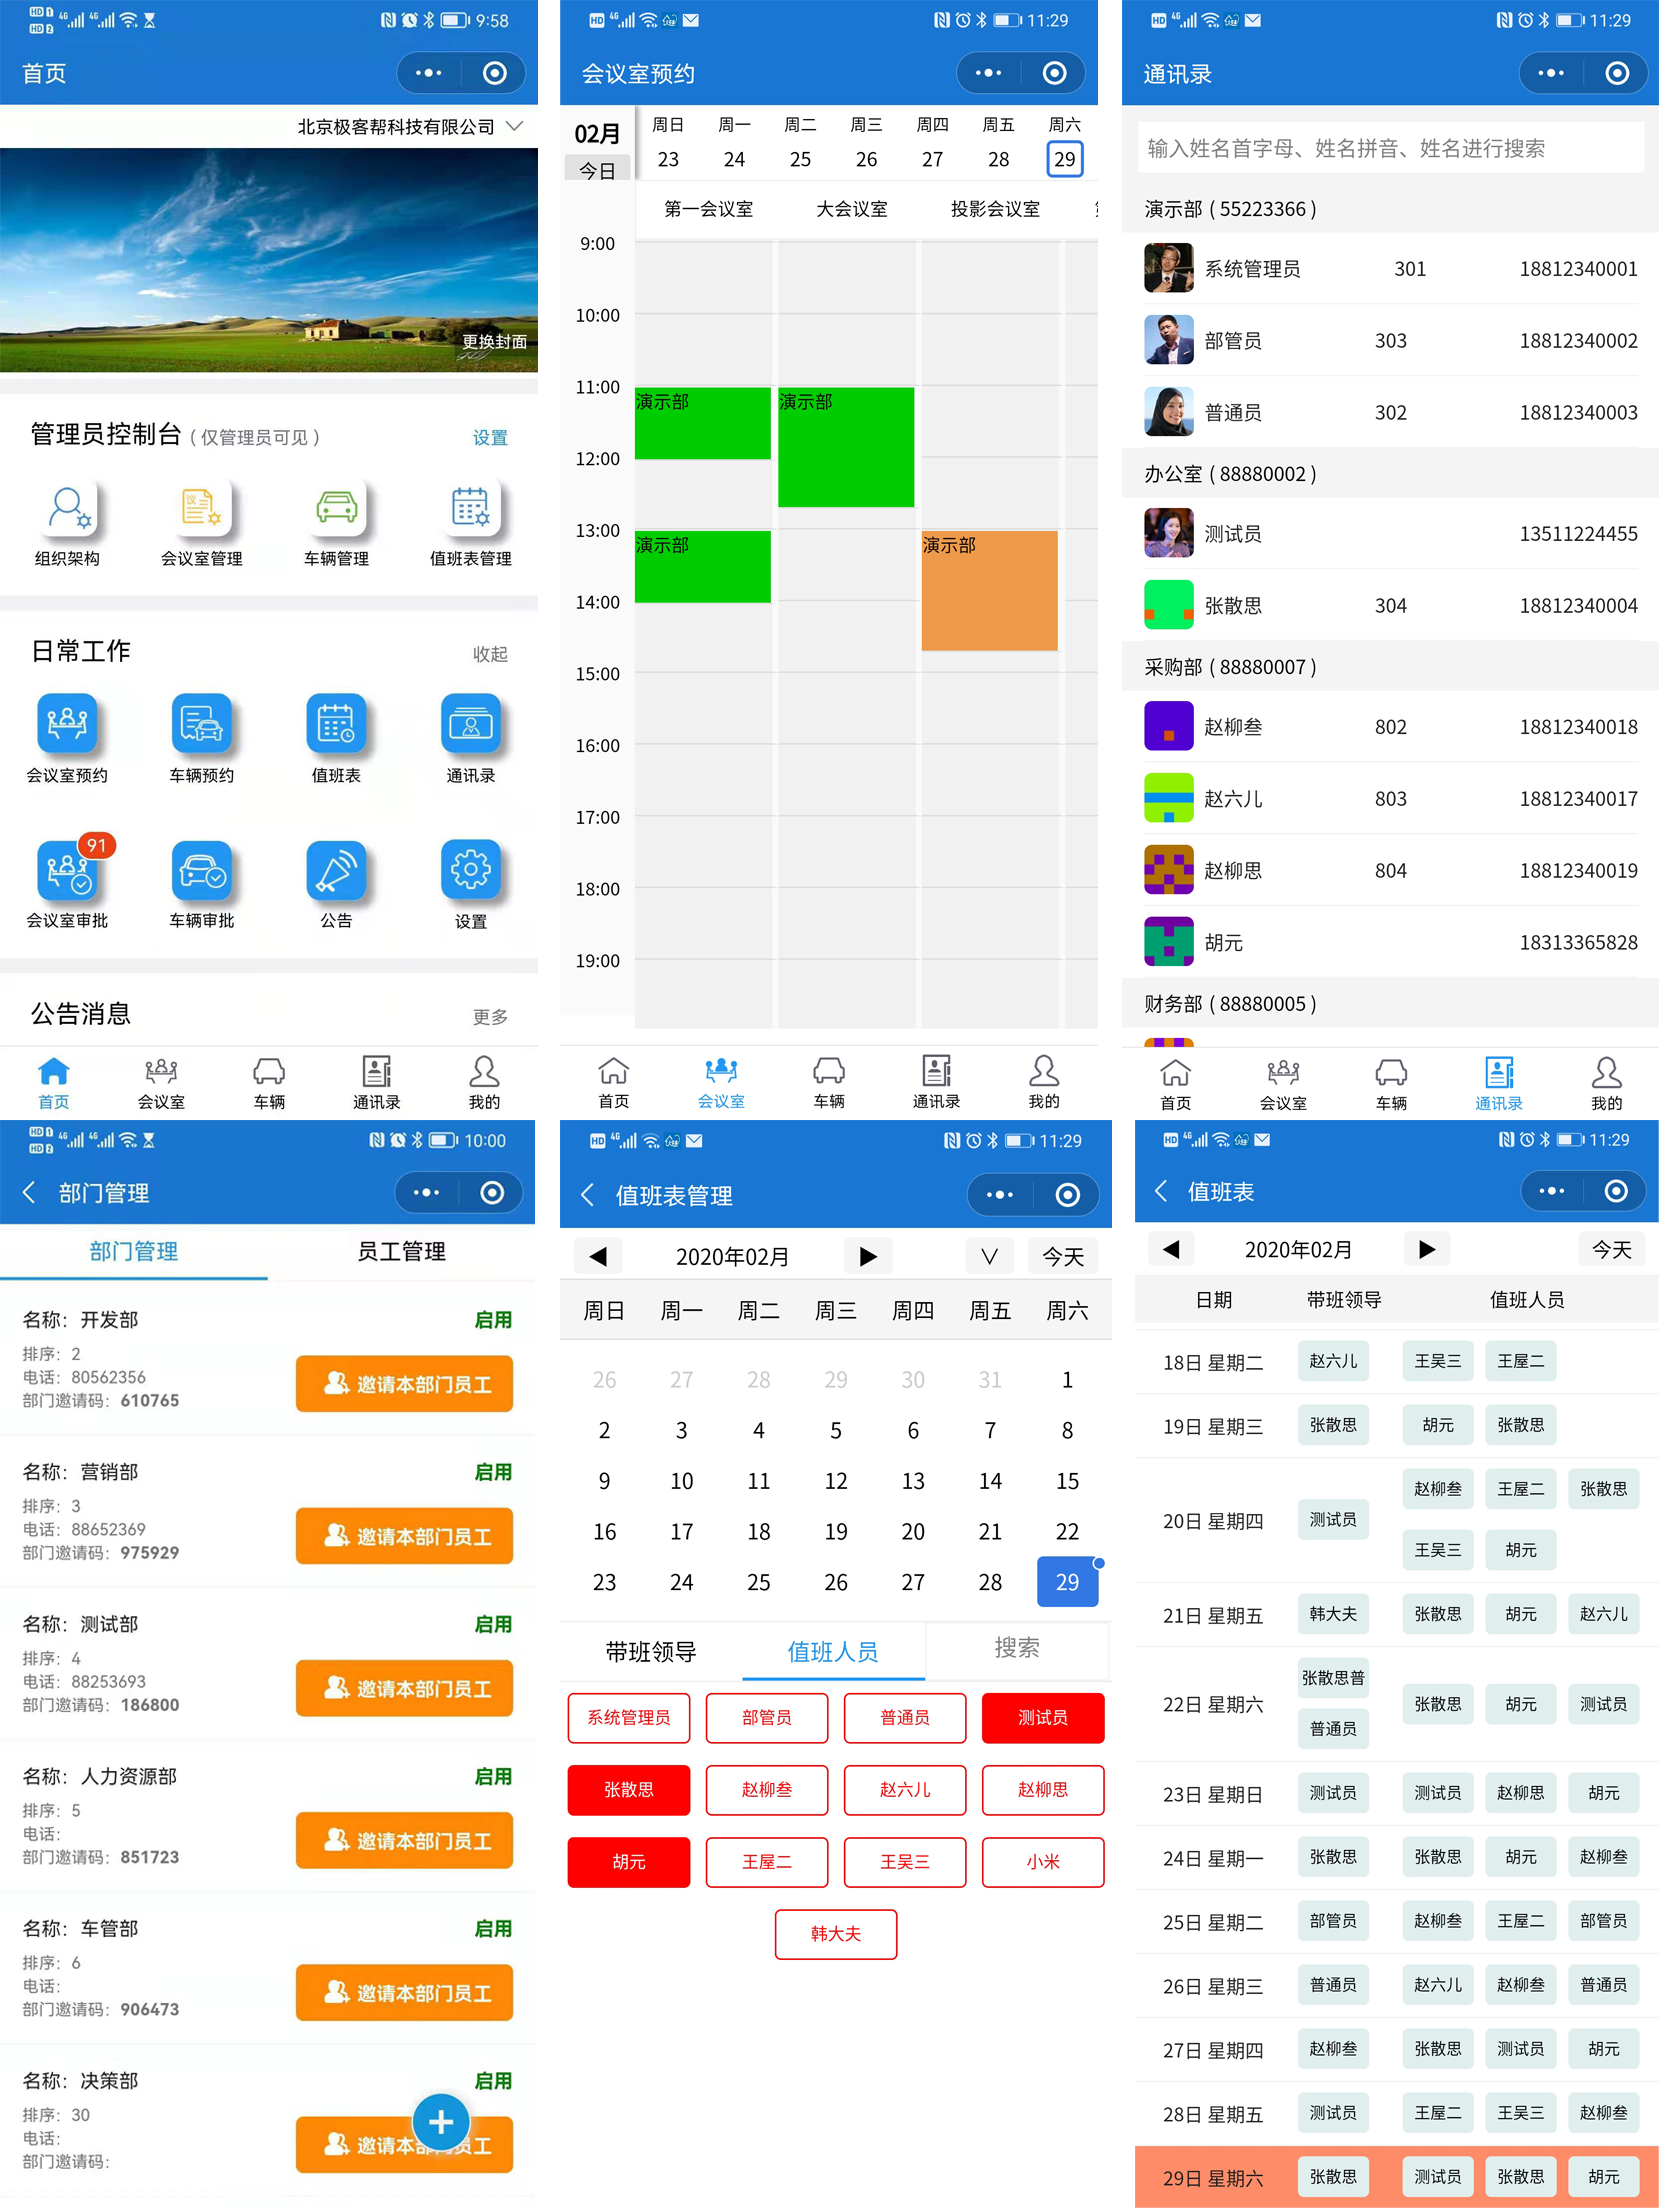 HD 1 4G 4G 9:58
HD 2
首页
北京极客帮科技有限公司
更换封面
管理员控制台 ( 仅管理员可见 ) 设置
组织架构 会议室管理 车辆管理 值班表管理
日常工作 收起
会议室预约 车辆预约 值班表 通讯录
91
会议室审批 车辆审批 公告 设置
公告消息 更多
首页 会议室 车辆 通讯录 我的
HD 4G 11:29
会议室预约
02月 周日 周一 周二 周三 周四 周五 周六
今日 23 24 25 26 27 28 29
第一会议室 大会议室 投影会议室
9:00
10:00
11:00 演示部 演示部
12:00
13:00 演示部 演示部
14:00
15:00
16:00
17:00
18:00
19:00
首页 会议室 车辆 通讯录 我的
HD 4G 11:29
通讯录
输入姓名首字母、姓名拼音、姓名进行搜索
演示部 ( 55223366 )
系统管理员 301 18812340001
部管员 303 18812340002
普通员 302 18812340003
办公室 ( 88880002 )
测试员 13511224455
张散思 304 18812340004
采购部 ( 88880007 )
赵柳叁 802 18812340018
赵六儿 803 18812340017
赵柳思 804 18812340019
胡元 18313365828
财务部 ( 88880005 )
首页 会议室 车辆 通讯录 我的
HD 1 4G 4G 10:00
HD 2
部门管理
部门管理 员工管理
名称：开发部 启用
排序：2
电话：80562356
部门邀请码：610765
邀请本部门员工
名称：营销部 启用
排序：3
电话：88652369
部门邀请码：975929
邀请本部门员工
名称：测试部 启用
排序：4
电话：88253693
部门邀请码：186800
邀请本部门员工
名称：人力资源部 启用
排序：5
电话：
部门邀请码：851723
邀请本部门员工
名称：车管部 启用
排序：6
电话：
部门邀请码：906473
邀请本部门员工
名称：决策部 启用
排序：30
电话：
部门邀请码：
邀请本部门员工
HD 4G 11:29
值班表管理
2020年02月 今天
周日 周一 周二 周三 周四 周五 周六
26 27 28 29 30 31 1
2 3 4 5 6 7 8
9 10 11 12 13 14 15
16 17 18 19 20 21 22
23 24 25 26 27 28 29
带班领导 值班人员 搜索
系统管理员 部管员 普通员 测试员
张散思 赵柳叁 赵六儿 赵柳思
胡元 王屋二 王吴三 小米
韩大夫
HD 4G 11:29
值班表
2020年02月 今天
日期 带班领导 值班人员
18日 星期二 赵六儿 王吴三 王屋二
19日 星期三 张散思 胡元 张散思
20日 星期四 测试员 赵柳叁 王屋二 张散思
王吴三 胡元
21日 星期五 韩大夫 张散思 胡元 赵六儿
22日 星期六 张散思普 张散思 胡元 测试员
普通员
23日 星期日 测试员 测试员 赵柳思 胡元
24日 星期一 张散思 张散思 胡元 赵柳叁
25日 星期二 部管员 赵柳叁 王屋二 部管员
26日 星期三 普通员 赵六儿 赵柳叁 普通员
27日 星期四 赵柳叁 张散思 测试员 胡元
28日 星期五 测试员 王屋二 王吴三 赵柳叁
29日 星期六 张散思 测试员 张散思 胡元